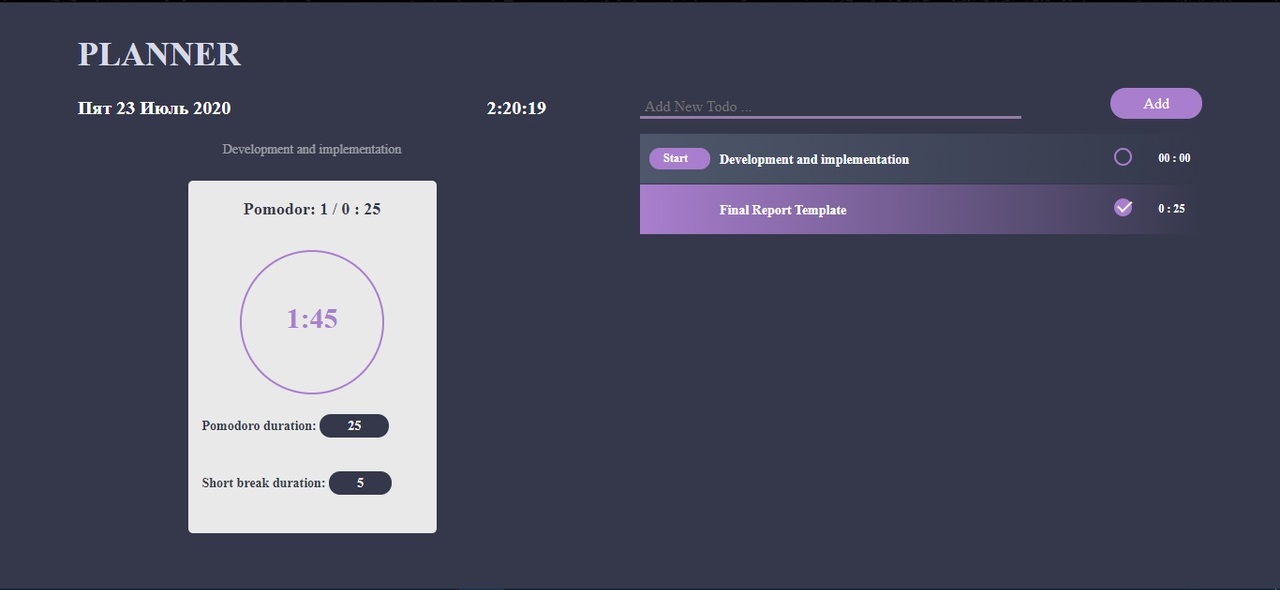 PLANNER
Пят 23 Июль 2020 2:20:19
Development and implementation
Pomodor: 1 / 0 : 25
1:45
Pomodoro duration: 25
Short break duration: 5
Add New Todo ... Add
Start Development and implementation 00 : 00
Final Report Template 0 : 25